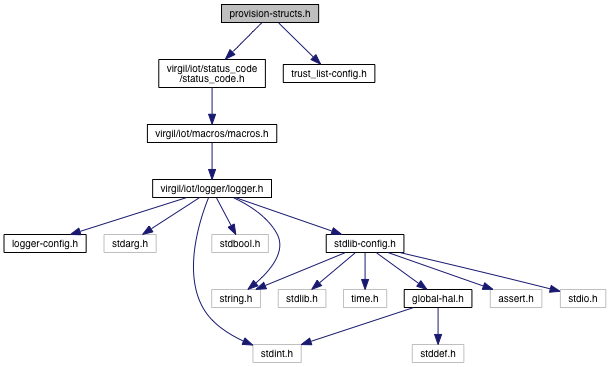 provision-structs.h
virgil/iot/status_code
/status_code.h
trust_list-config.h
virgil/iot/macros/macros.h
virgil/iot/logger/logger.h
logger-config.h
stdarg.h
stdbool.h
stdlib-config.h
string.h
stdlib.h
time.h
global-hal.h
assert.h
stdio.h
stdint.h
stddef.h